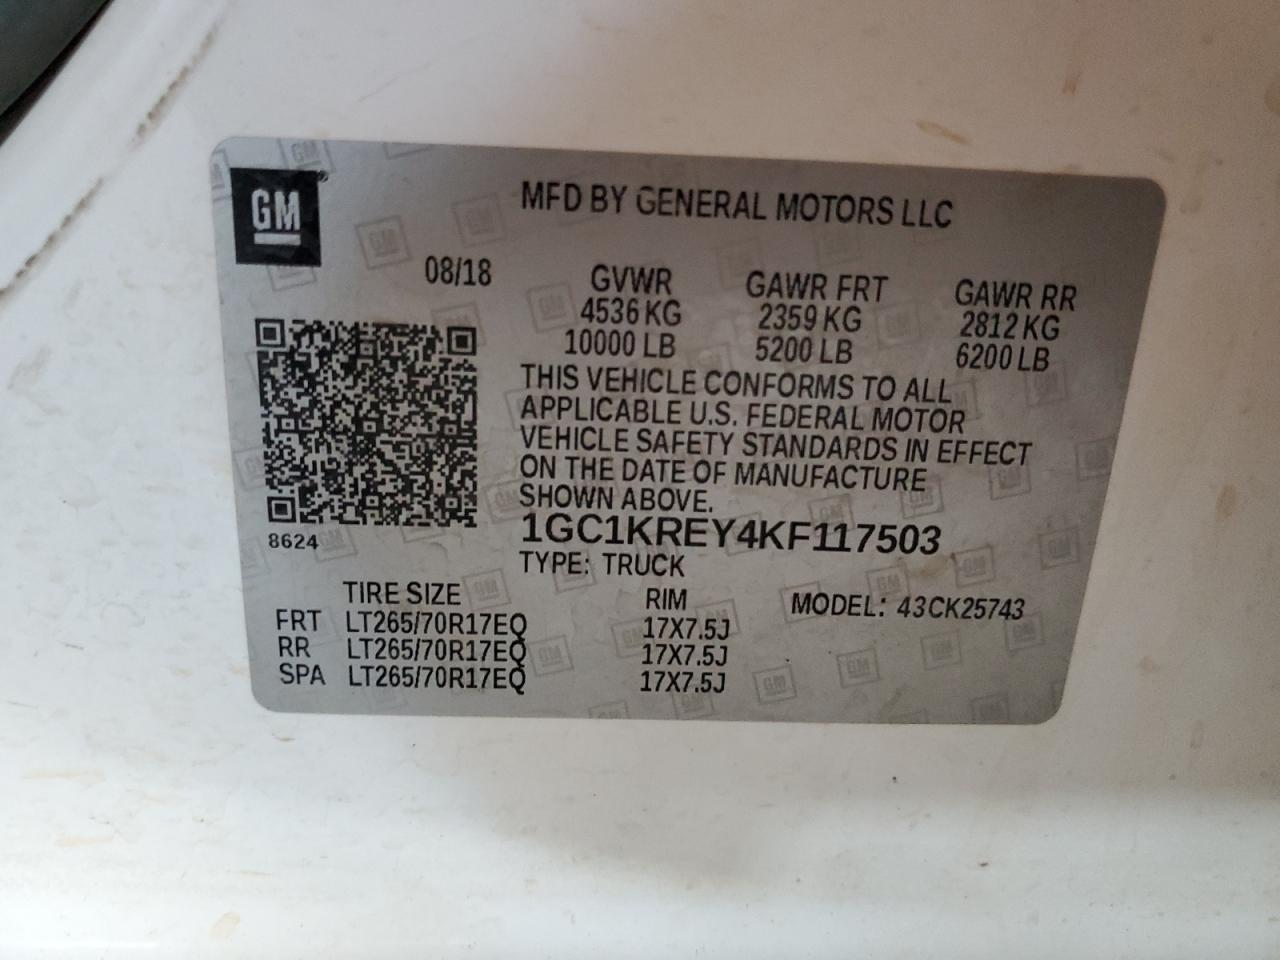 GM
MFD BY GENERAL MOTORS LLC
08/18 GVWR GAWR FRT GAWR RR
4536 KG 2359 KG 2812 KG
10000 LB 5200 LB 6200 LB
THIS VEHICLE CONFORMS TO ALL
APPLICABLE U.S. FEDERAL MOTOR
VEHICLE SAFETY STANDARDS IN EFFECT
ON THE DATE OF MANUFACTURE
SHOWN ABOVE.
1GC1KREY4KF117503
8624
TYPE: TRUCK
TIRE SIZE RIM MODEL: 43CK25743
FRT LT265/70R17EQ 17X7.5J
RR LT265/70R17EQ 17X7.5J
SPA LT265/70R17EQ 17X7.5J